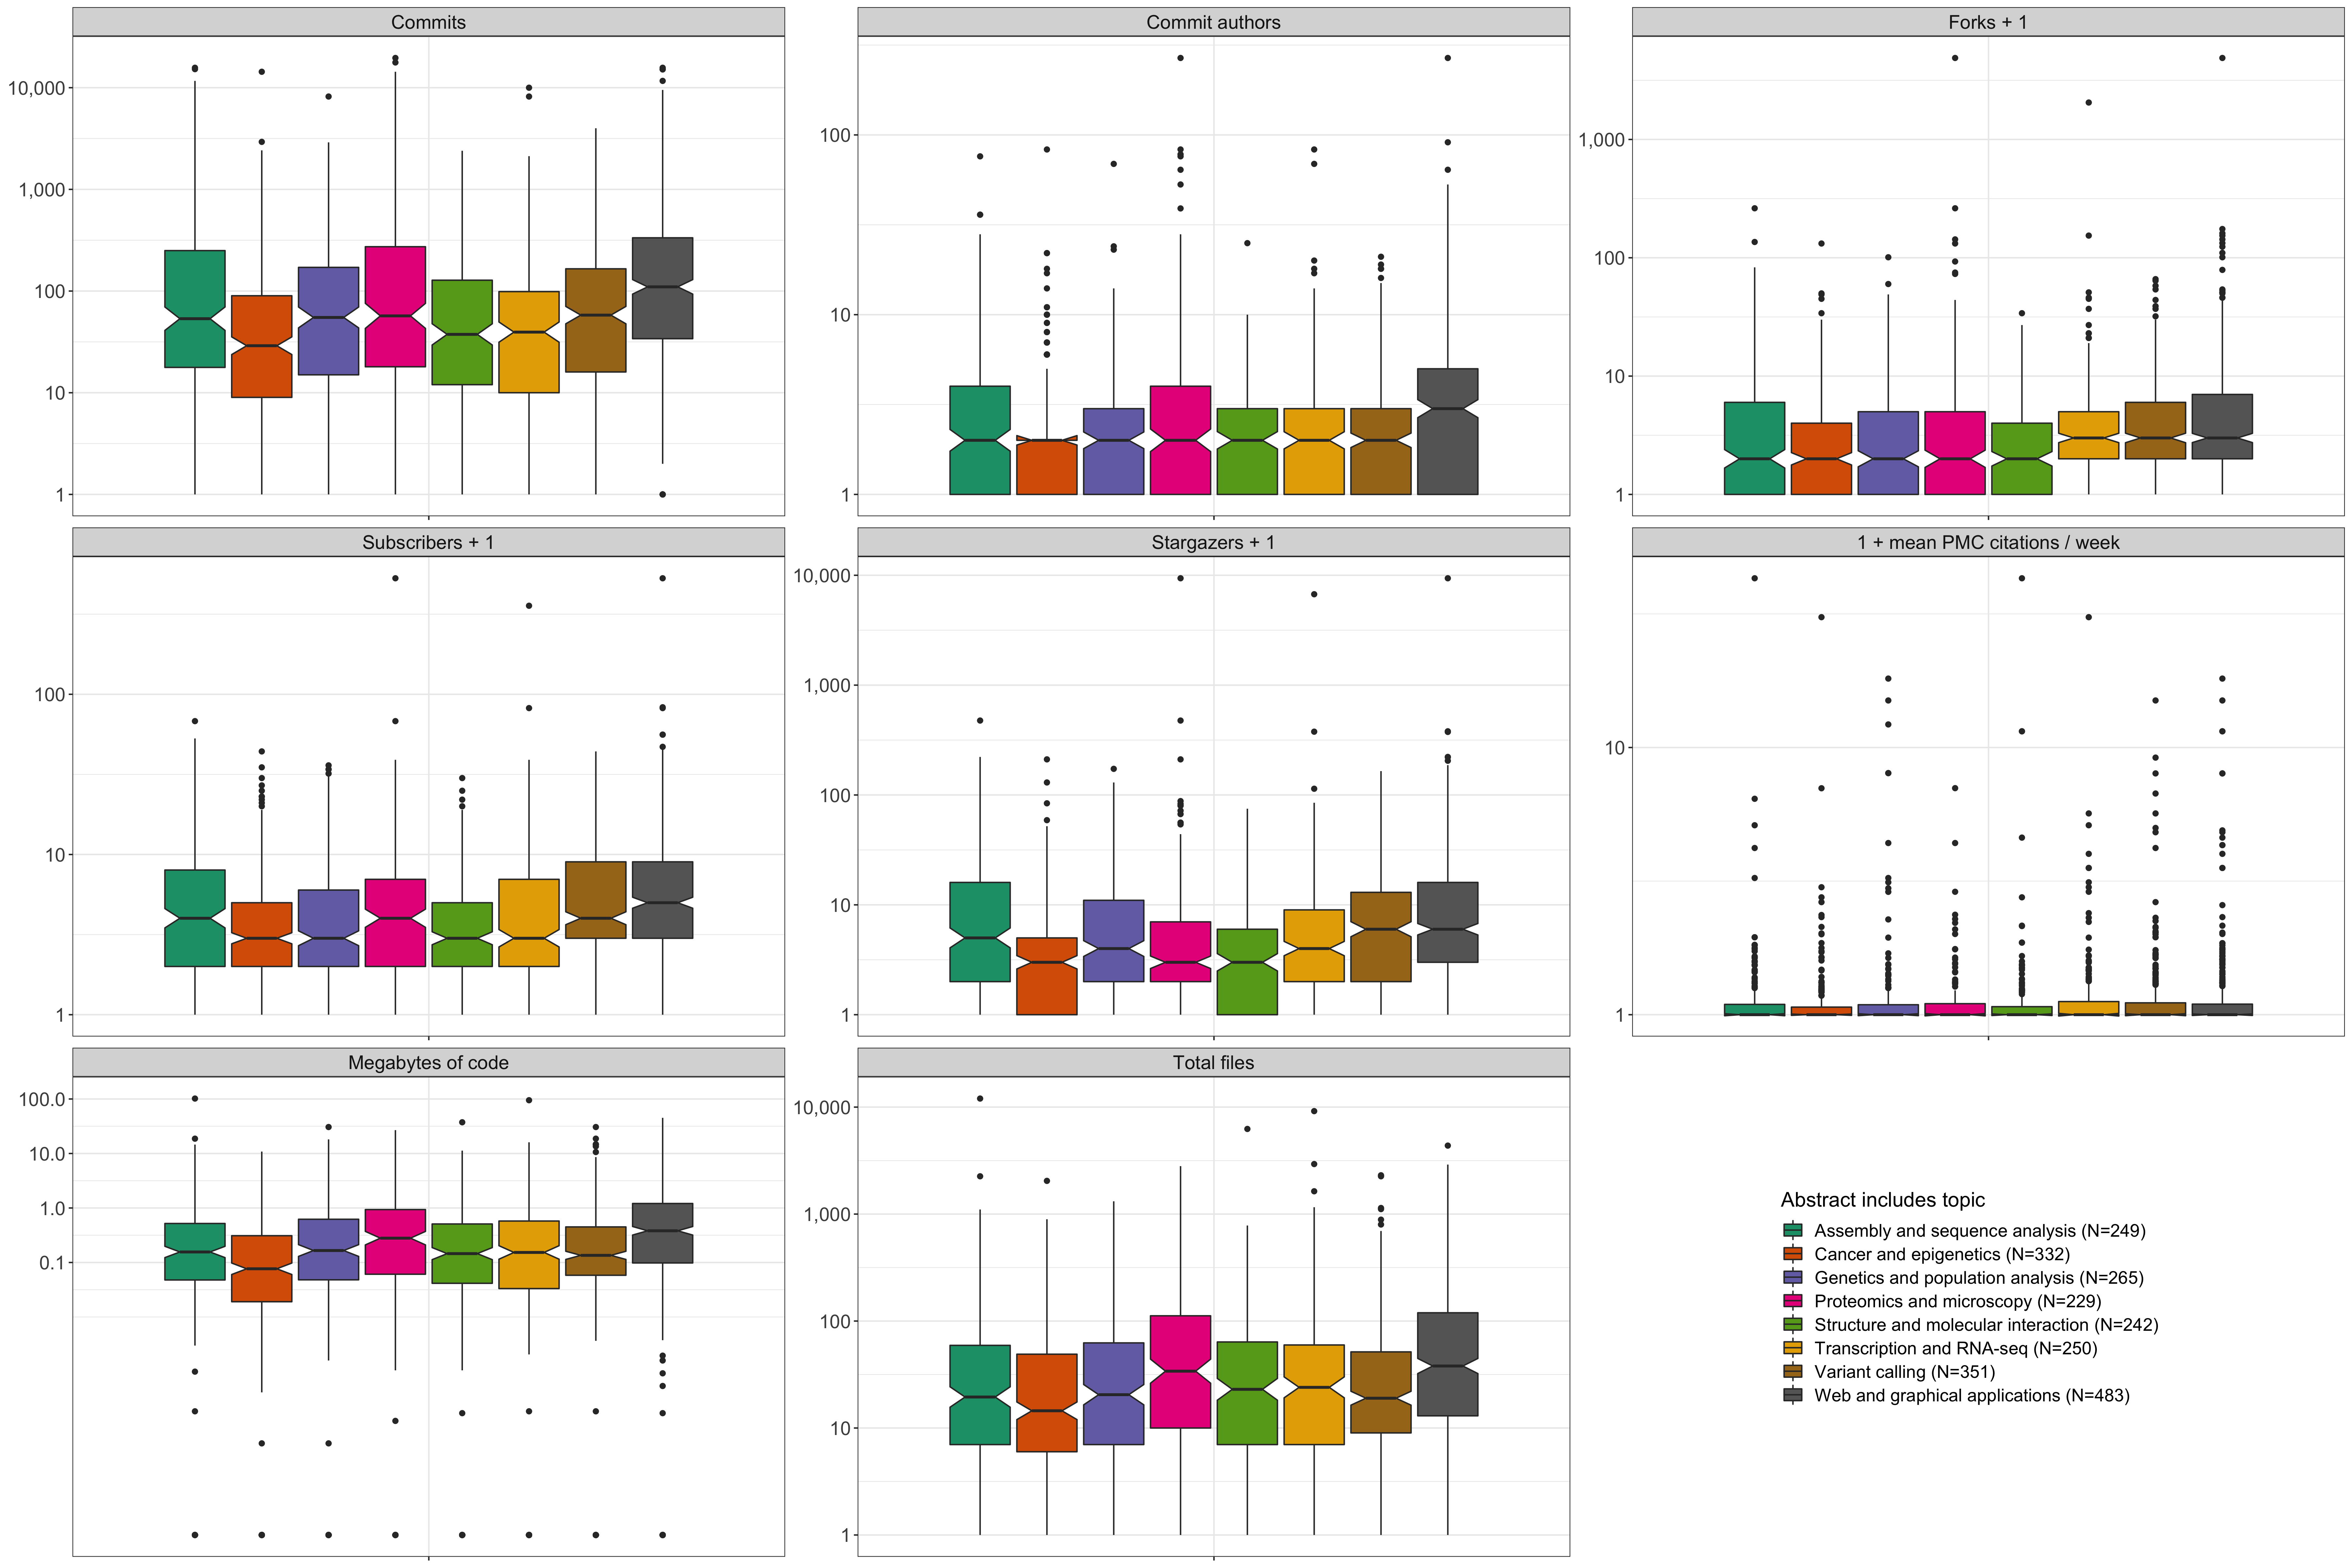 Commits
10,000
1,000
100
10
1
Commit authors
100
10
1
Forks + 1
1,000
100
10
1
Subscribers + 1
100
10
1
Stargazers + 1
10,000
1,000
100
10
1
1 + mean PMC citations / week
10
1
Megabytes of code
100.0
10.0
1.0
0.1
Total files
10,000
1,000
100
10
1
Abstract includes topic
Assembly and sequence analysis (N=249)
Cancer and epigenetics (N=332)
Genetics and population analysis (N=265)
Proteomics and microscopy (N=229)
Structure and molecular interaction (N=242)
Transcription and RNA-seq (N=250)
Variant calling (N=351)
Web and graphical applications (N=483)